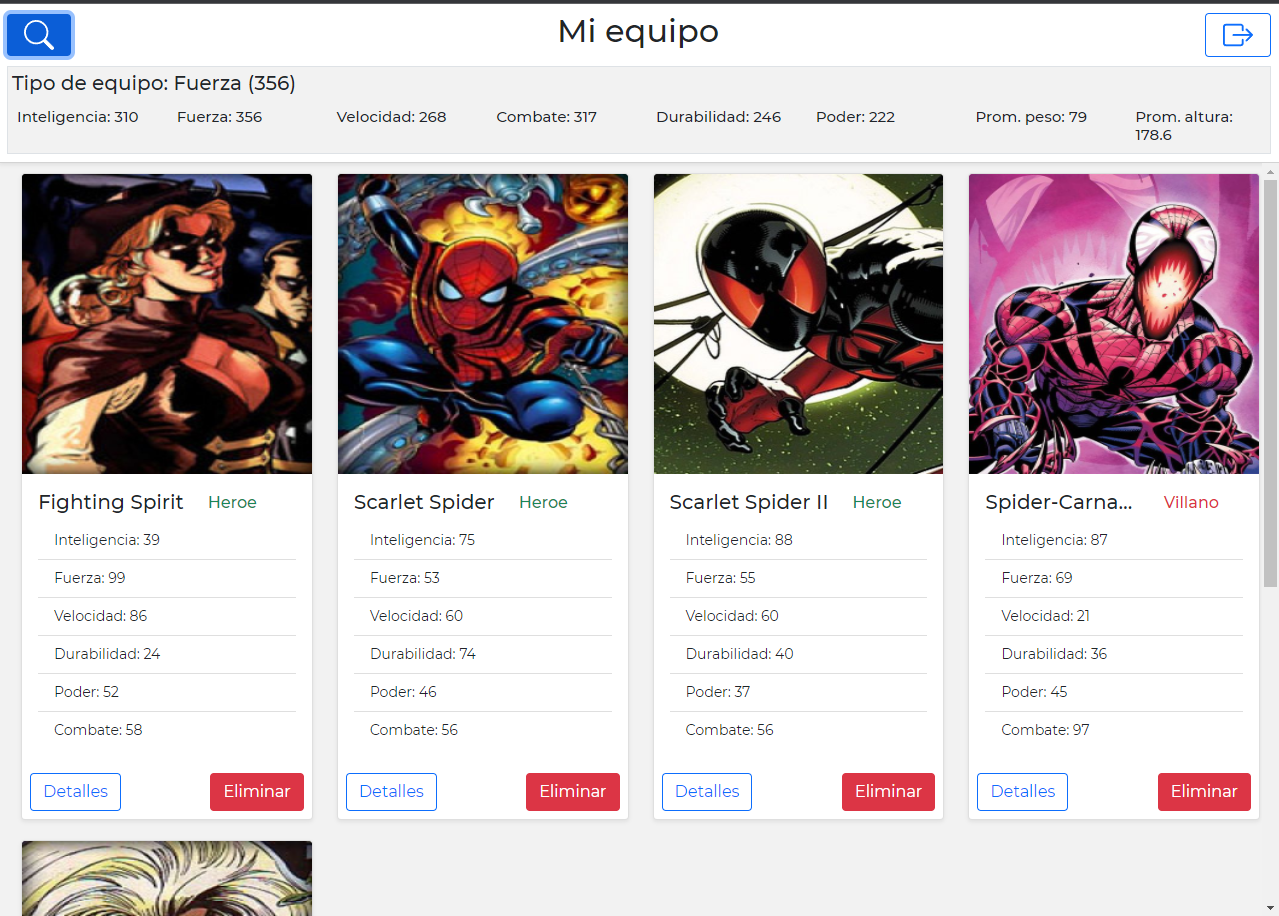 Mi equipo
Tipo de equipo: Fuerza (356)
Inteligencia: 310 Fuerza: 356 Velocidad: 268 Combate: 317 Durabilidad: 246 Poder: 222 Prom. peso: 79 Prom. altura:
178.6
Fighting Spirit Heroe
Inteligencia: 39
Fuerza: 99
Velocidad: 86
Durabilidad: 24
Poder: 52
Combate: 58
Detalles Eliminar
Scarlet Spider Heroe
Inteligencia: 75
Fuerza: 53
Velocidad: 60
Durabilidad: 74
Poder: 46
Combate: 56
Detalles Eliminar
Scarlet Spider II Heroe
Inteligencia: 88
Fuerza: 55
Velocidad: 60
Durabilidad: 40
Poder: 37
Combate: 56
Detalles Eliminar
Spider-Carna... Villano
Inteligencia: 87
Fuerza: 69
Velocidad: 21
Durabilidad: 36
Poder: 45
Combate: 97
Detalles Eliminar